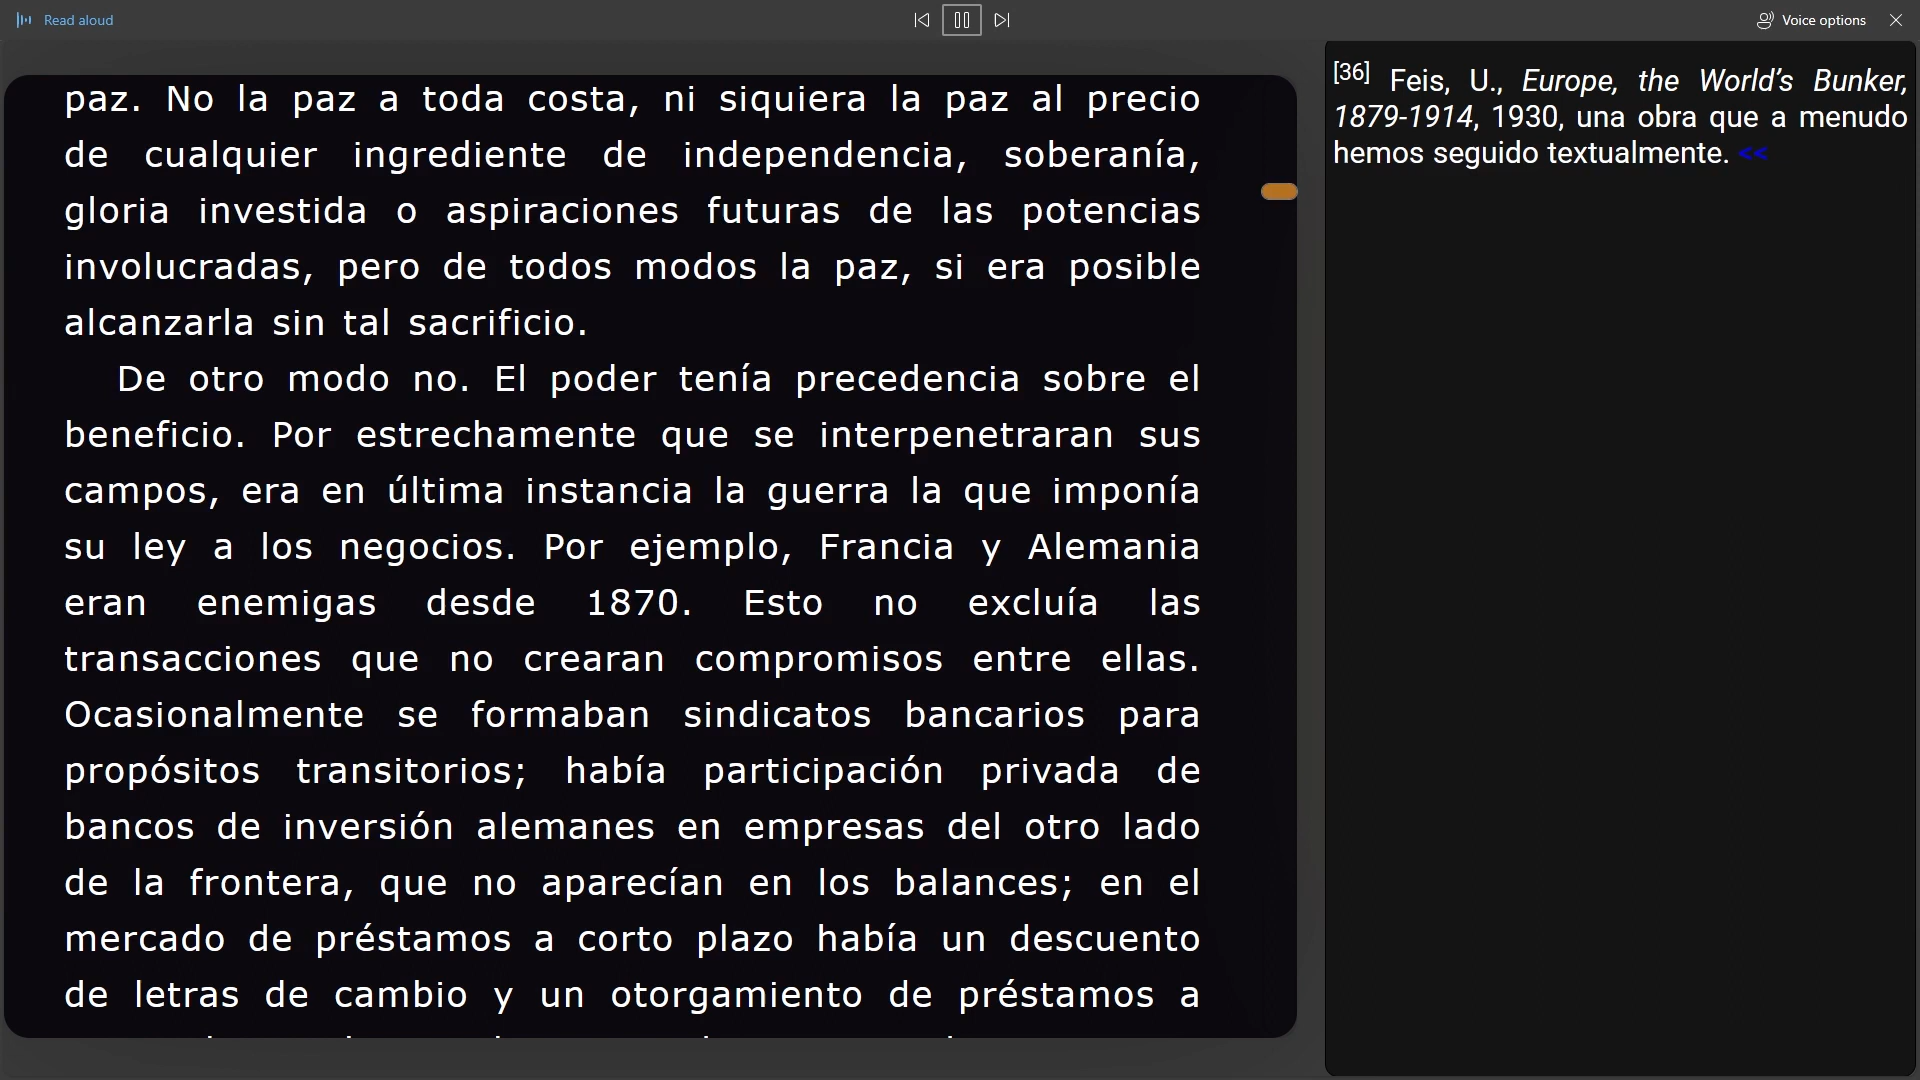 Read aloud
Voice options
paz. No la paz a toda costa, ni siquiera la paz al precio
de cualquier ingrediente de independencia, soberanía,
gloria investida o aspiraciones futuras de las potencias
involucradas, pero de todos modos la paz, si era posible
alcanzarla sin tal sacrificio.
De otro modo no. El poder tenía precedencia sobre el
beneficio. Por estrechamente que se interpenetraran sus
campos, era en última instancia la guerra la que imponía
su ley a los negocios. Por ejemplo, Francia y Alemania
eran enemigas desde 1870. Esto no excluía las
transacciones que no crearan compromisos entre ellas.
Ocasionalmente se formaban sindicatos bancarios para
propósitos transitorios; había participación privada de
bancos de inversión alemanes en empresas del otro lado
de la frontera, que no aparecían en los balances; en el
mercado de préstamos a corto plazo había un descuento
de letras de cambio y un otorgamiento de préstamos a
[36] Feis, U., Europe, the World’s Bunker,
1879-1914, 1930, una obra que a menudo
hemos seguido textualmente. <<